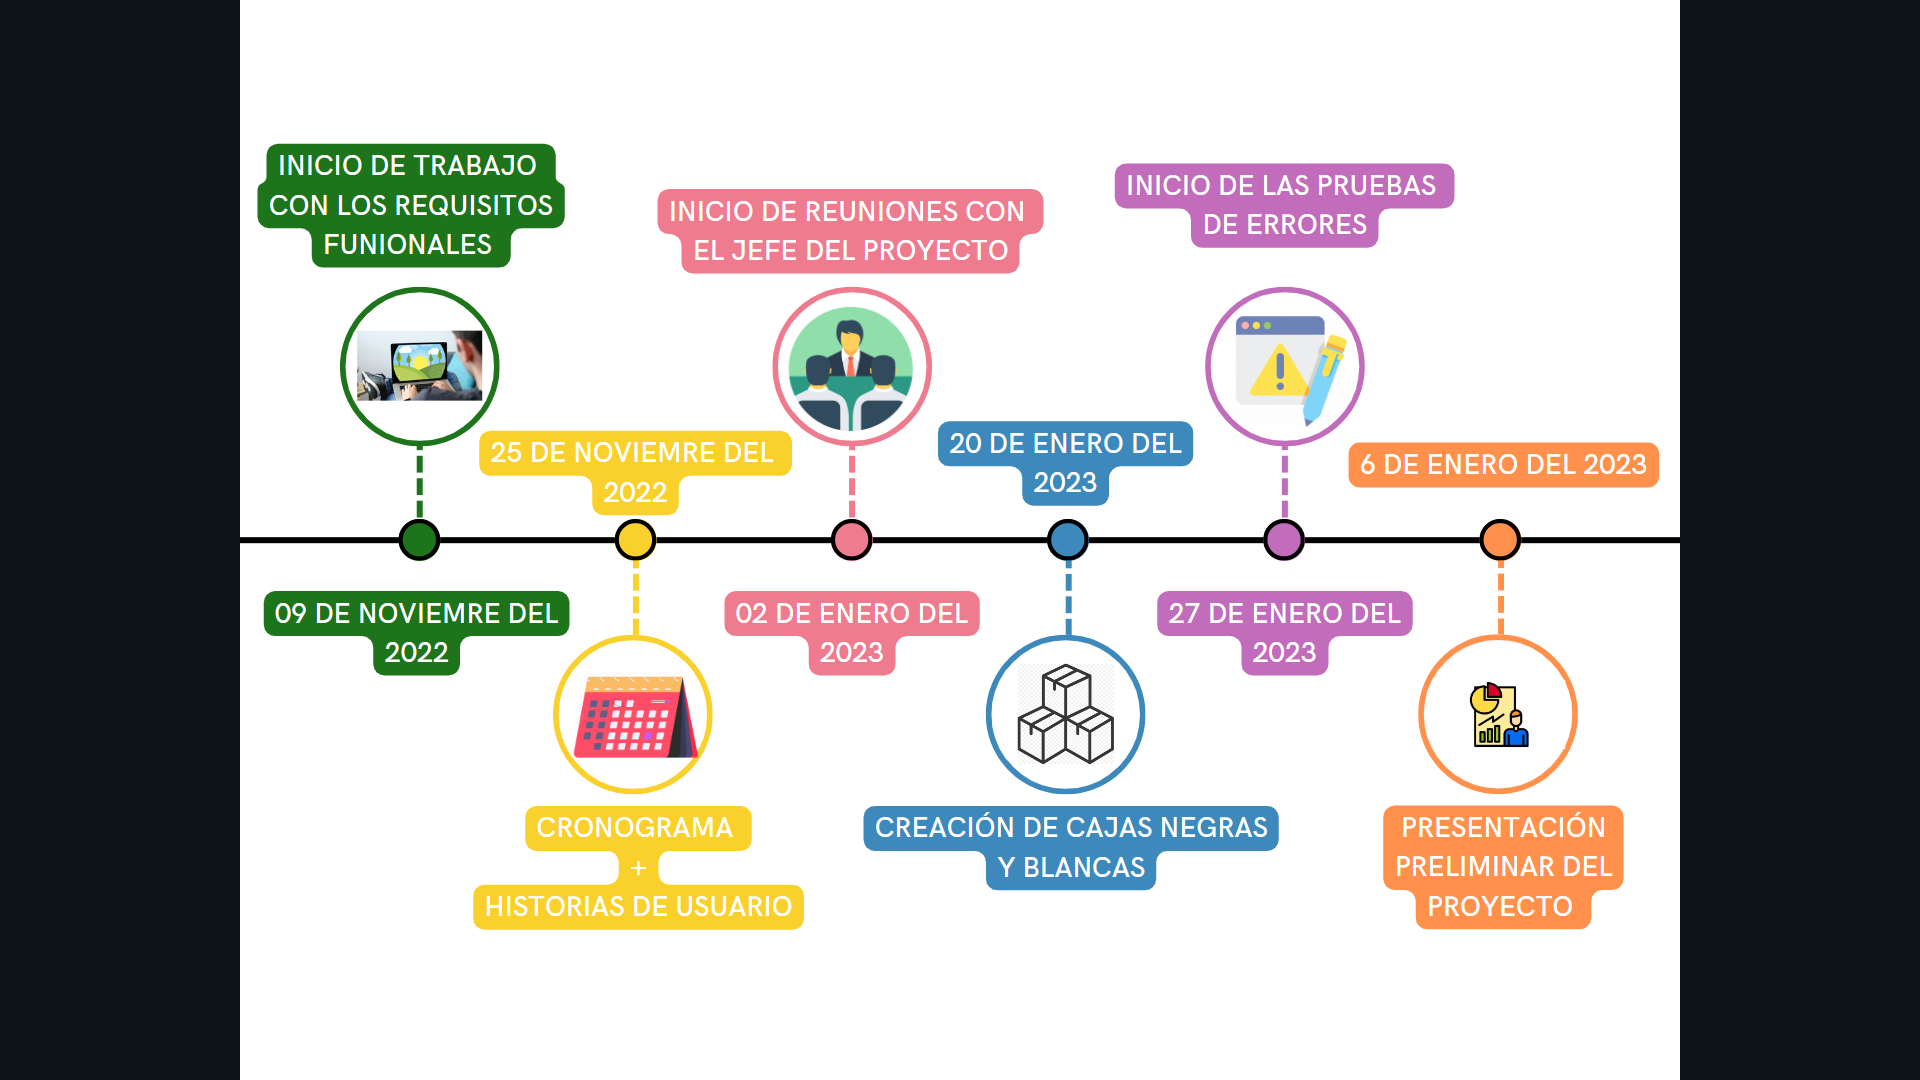 INICIO DE TRABAJO
CON LOS REQUISITOS
FUNIONALES
09 DE NOVIEMRE DEL
2022
25 DE NOVIEMRE DEL
2022
CRONOGRAMA
+
HISTORIAS DE USUARIO
INICIO DE REUNIONES CON
EL JEFE DEL PROYECTO
02 DE ENERO DEL
2023
20 DE ENERO DEL
2023
CREACIÓN DE CAJAS NEGRAS
Y BLANCAS
INICIO DE LAS PRUEBAS
DE ERRORES
27 DE ENERO DEL
2023
6 DE ENERO DEL 2023
PRESENTACIÓN
PRELIMINAR DEL
PROYECTO